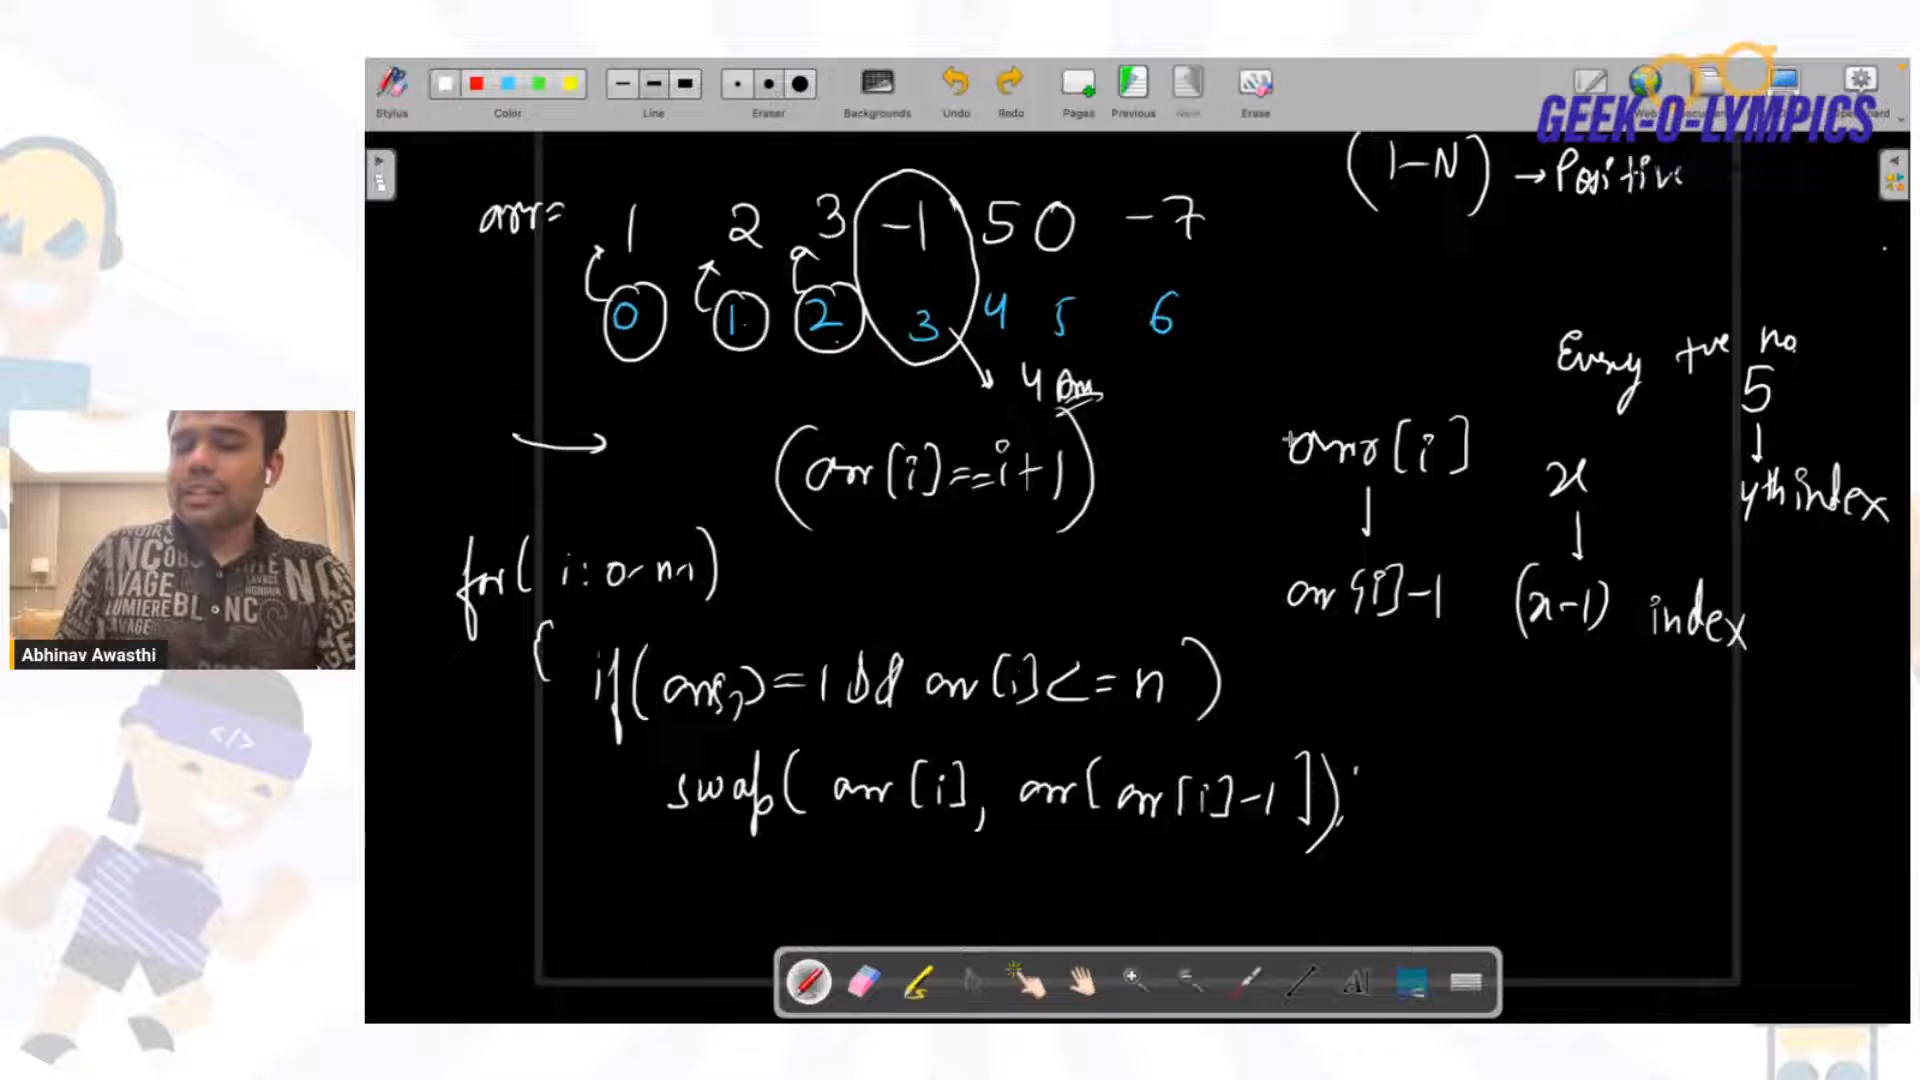 Stylus Color Line Eraser Backgrounds Undo Redo Pages Previous Erase
GEEK-O-LYMPICS
(1-N) → Positive
arr= 1 2 3 -1 5 0 -7
0 1 2 3 4 5 6
4 Ans
Every +ve no.
5
4th index
(arr[i]==i+1)
arr[i]
arr[i]-1
x
(x-1) index
for( i: 0- n-1)
{
if(arr[i]>=1 && arr[i]<=n)
swap( arr[i], arr[arr[i]-1]);
Abhinav Awasthi